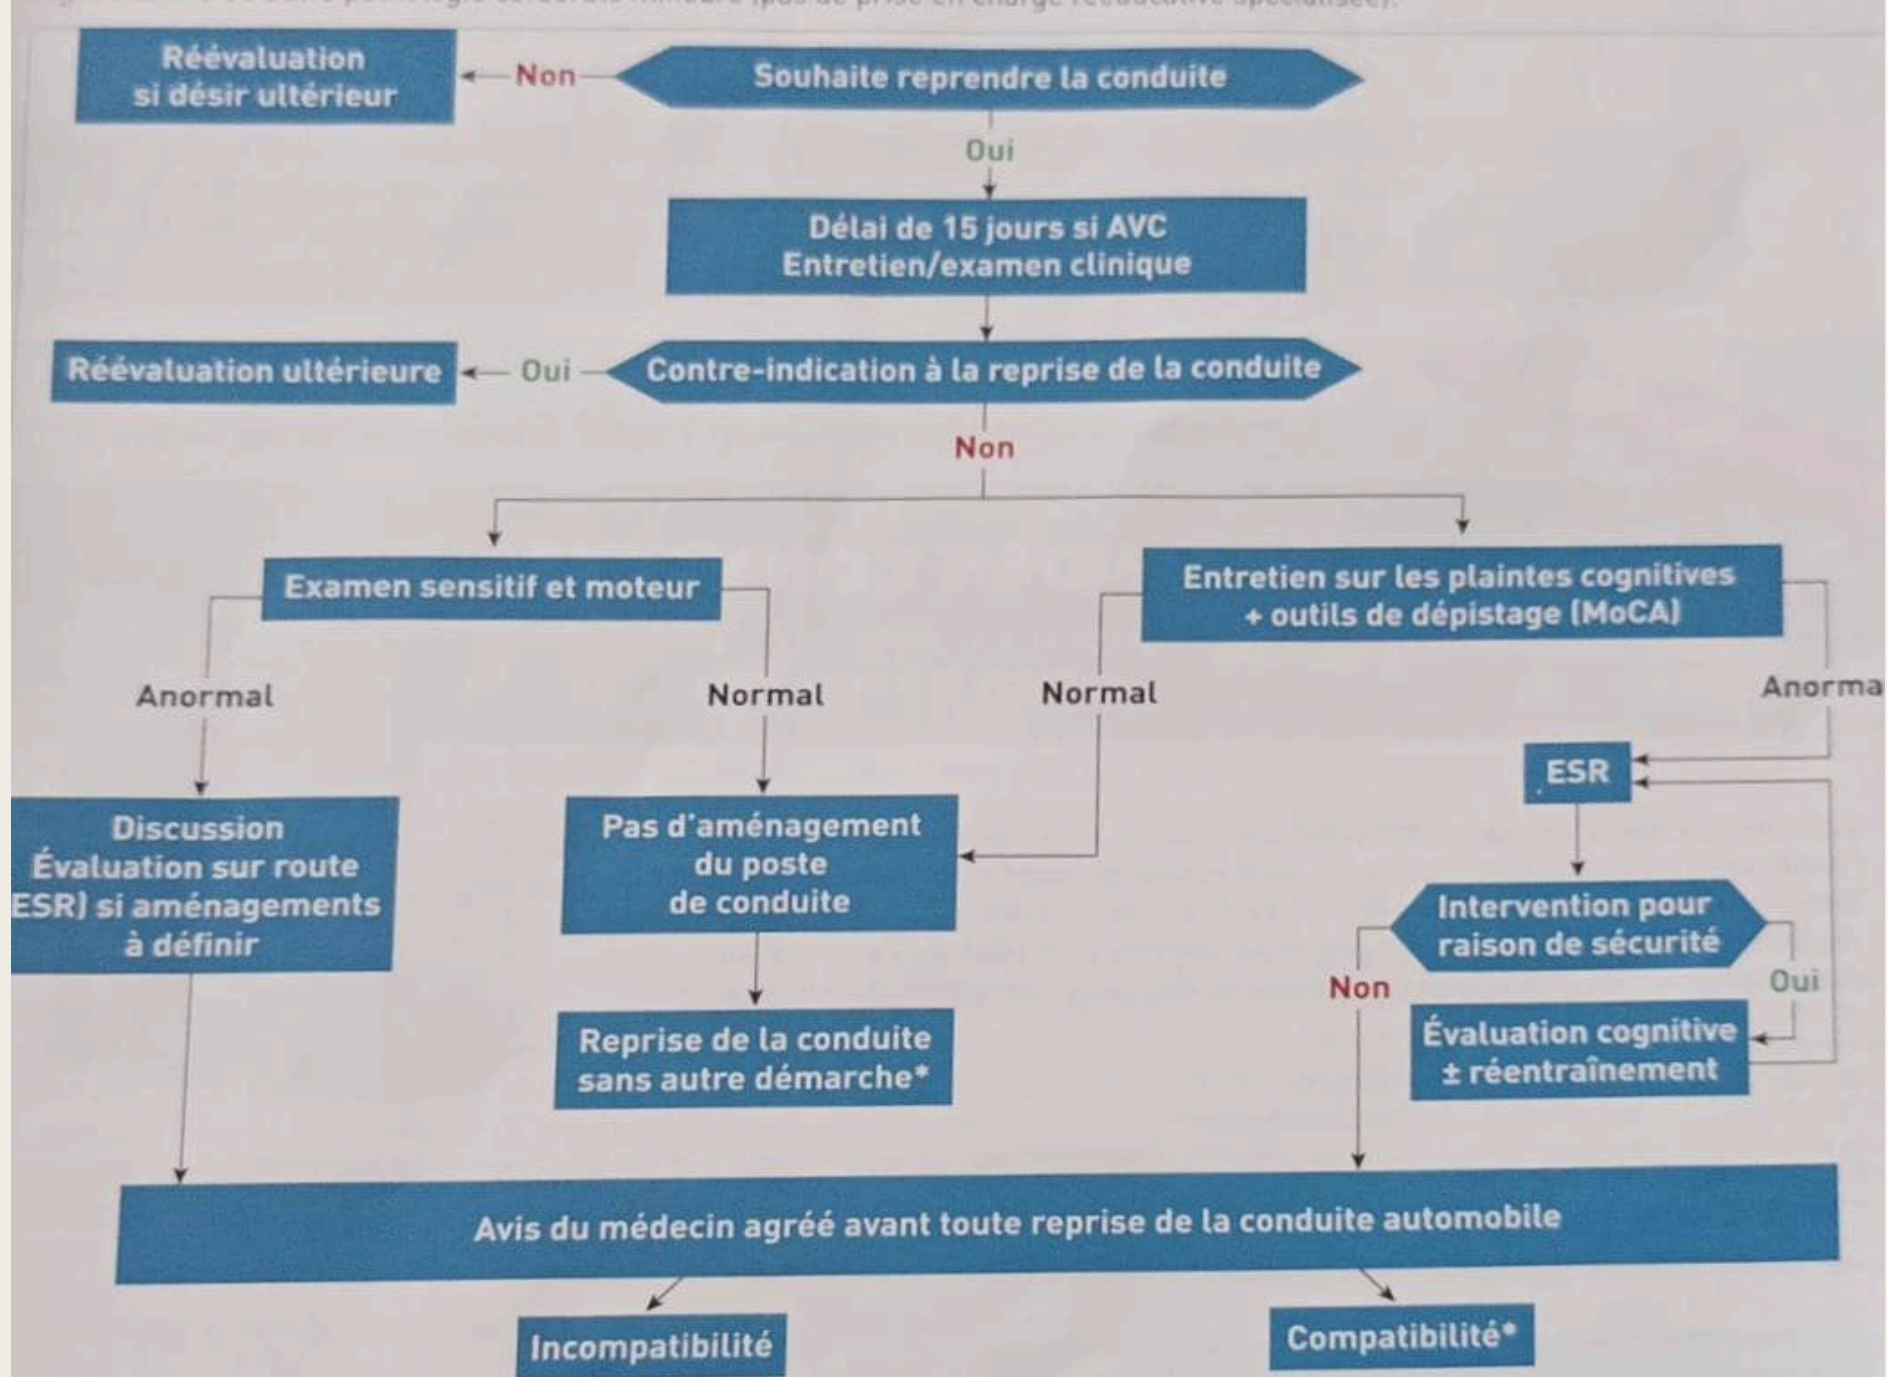 Réévaluation
si désir ultérieur
Non
Souhaite reprendre la conduite
Oui
Délai de 15 jours si AVC
Entretien/examen clinique
Réévaluation ultérieure
Oui
Contre-indication à la reprise de la conduite
Non
Examen sensitif et moteur
Entretien sur les plaintes cognitives
+ outils de dépistage (MoCA)
Anormal
Normal
Normal
Anorma
ESR
Discussion
Évaluation sur route
ESR) si aménagements
à définir
Pas d'aménagement
du poste
de conduite
Intervention pour
raison de sécurité
Non
Oui
Reprise de la conduite
sans autre démarche*
Évaluation cognitive
± réentraînement
Avis du médecin agréé avant toute reprise de la conduite automobile
Incompatibilité
Compatibilité*